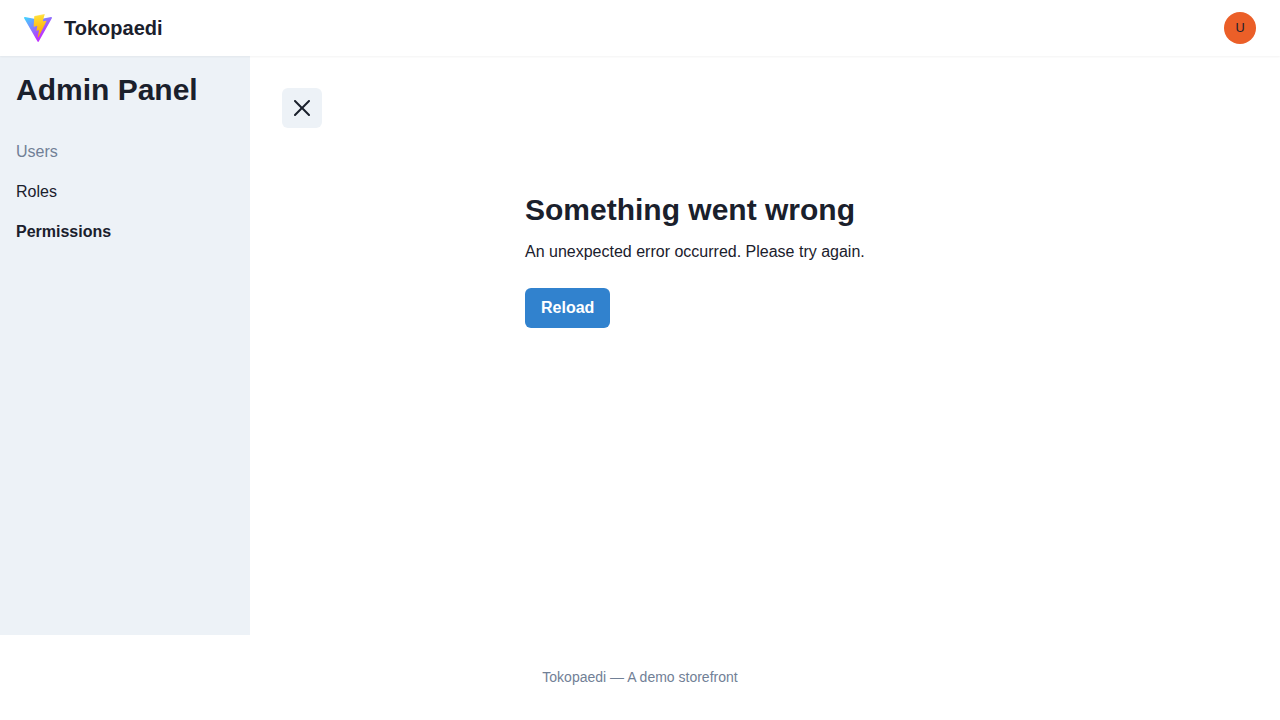 Tokopaedi
U
Admin Panel
Users
Roles
Permissions
Something went wrong
An unexpected error occurred. Please try again.
Reload
Tokopaedi — A demo storefront